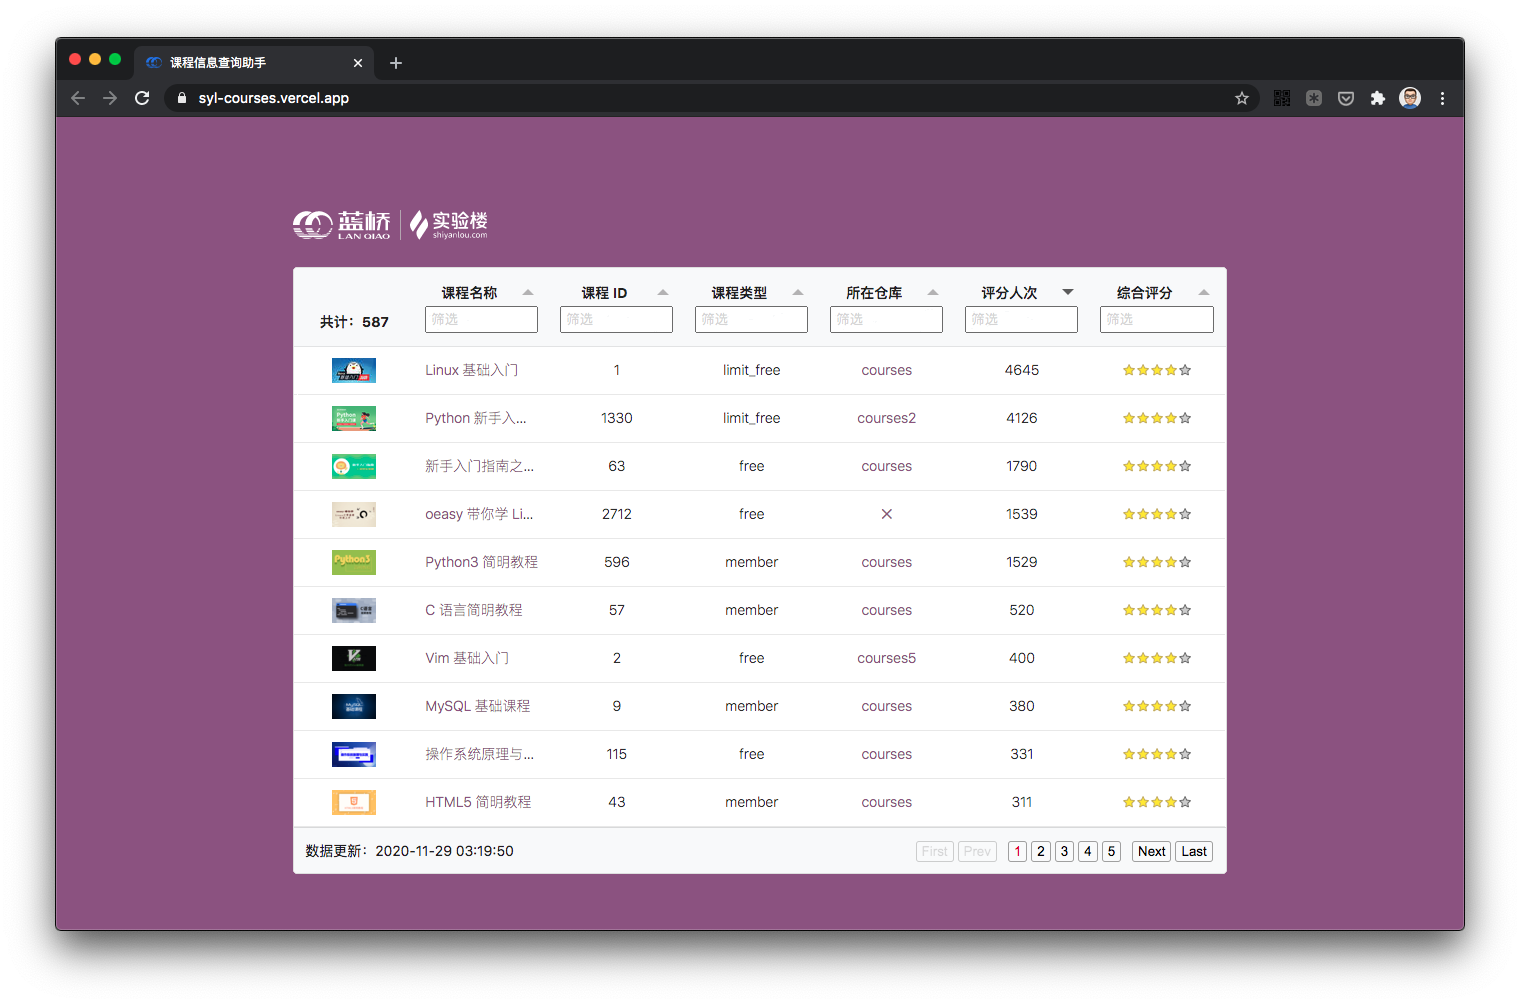 课程信息查询助手
syl-courses.vercel.app
蓝桥 LAN QIAO 实验楼 shiyanlou.com
课程名称 课程 ID 课程类型 所在仓库 评分人次 综合评分
共计：587 筛选 筛选 筛选 筛选 筛选 筛选
Linux 基础入门 1 limit_free courses 4645
Python 新手入... 1330 limit_free courses2 4126
新手入门指南之... 63 free courses 1790
oeasy 带你学 Li... 2712 free × 1539
Python3 Python3 简明教程 596 member courses 1529
C 语言简明教程 57 member courses 520
Vim 基础入门 2 free courses5 400
MySQL 基础课程 9 member courses 380
操作系统原理与... 115 free courses 331
HTML5 简明教程 43 member courses 311
数据更新：2020-11-29 03:19:50 First Prev 1 2 3 4 5 Next Last